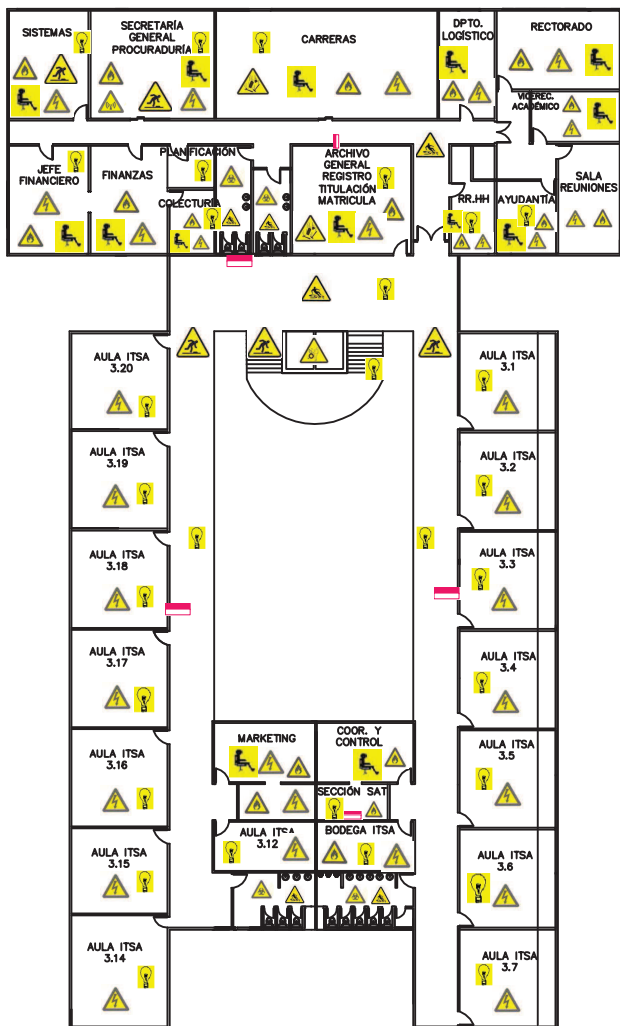 SISTEMAS
SECRETARÍA
GENERAL
PROCURADURÍA
CARRERAS
DPTO.
LOGÍSTICO
RECTORADO
VICEREC.
ACADÉMICO
JEFE
FINANCIERO
FINANZAS
PLANIFICACIÓN
COLECTURÍA
ARCHIVO
GENERAL
REGISTRO
TITULACIÓN
MATRICULA
RR.HH
AYUDANTÍA
SALA
REUNIONES
AULA ITSA
3.20
AULA ITSA
3.1
AULA ITSA
3.19
AULA ITSA
3.2
AULA ITSA
3.18
AULA ITSA
3.3
AULA ITSA
3.17
AULA ITSA
3.4
MARKETING
COOR. Y
CONTROL
AULA ITSA
3.16
AULA ITSA
3.5
SECCIÓN SAT
AULA ITSA
3.12
BODEGA ITSA
AULA ITSA
3.15
AULA ITSA
3.6
AULA ITSA
3.14
AULA ITSA
3.7